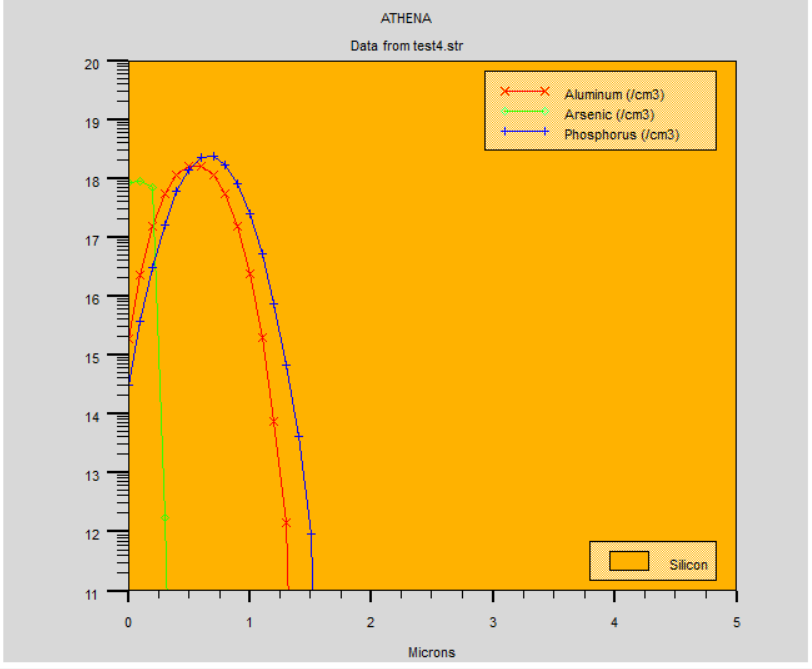 ATHENA
Data from test4.str
Aluminum (/cm3)
Arsenic (/cm3)
Phosphorus (/cm3)
20
19
18
17
16
15
14
13
12
11
Silicon
0 1 2 3 4 5
Microns